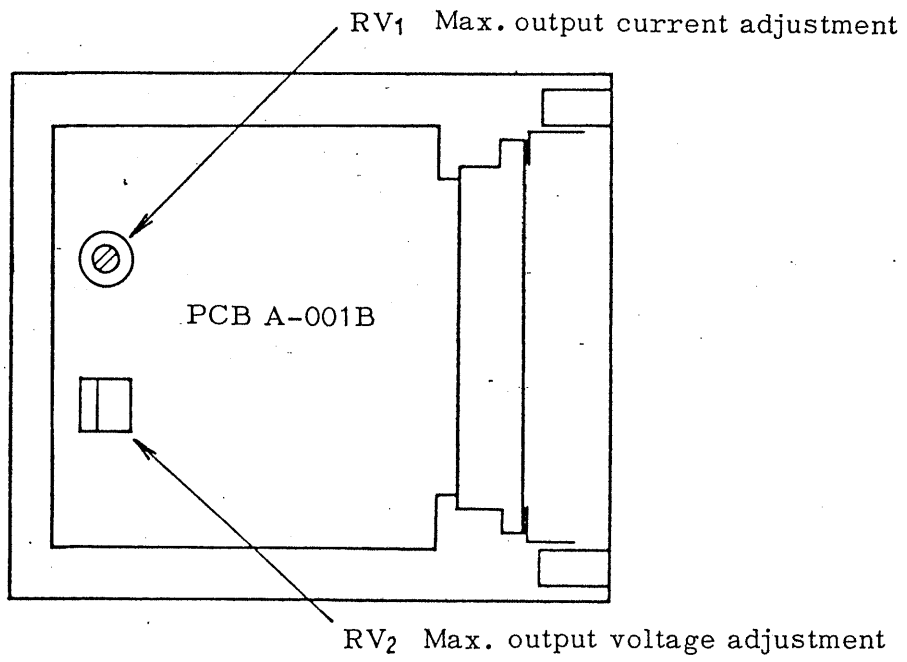 RV1 Max. output current adjustment
PCB A-001B
RV2 Max. output voltage adjustment